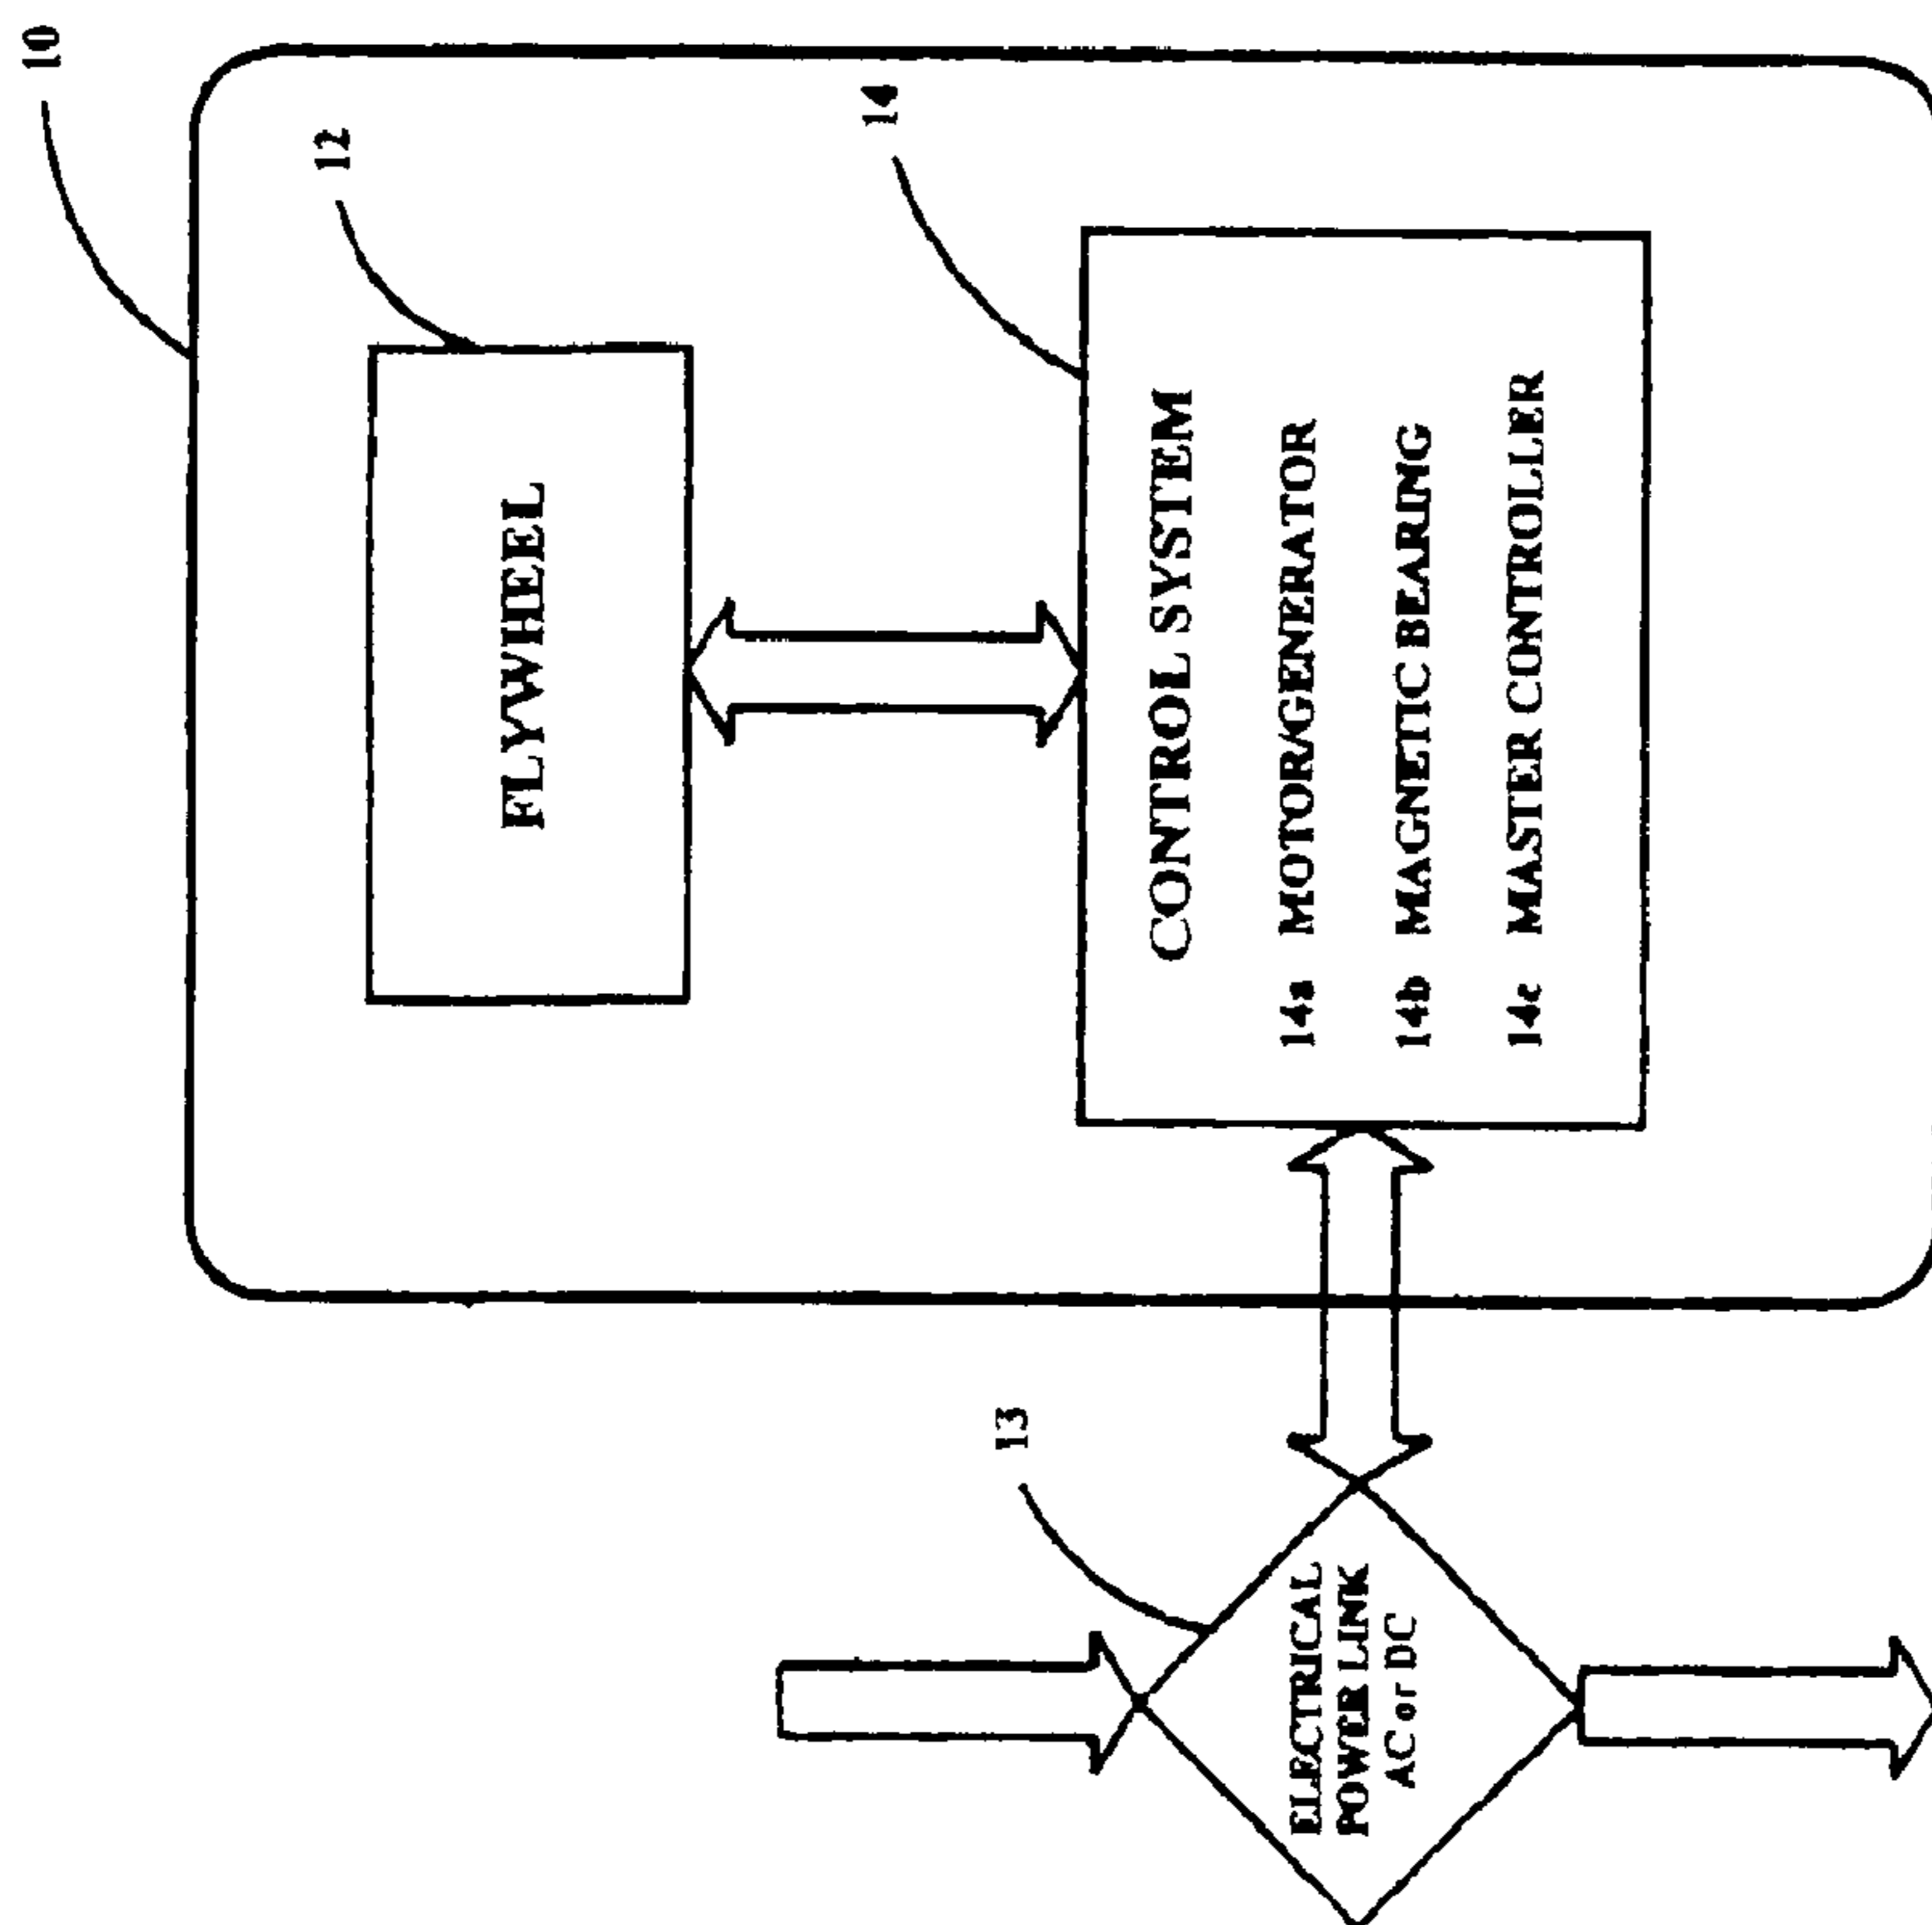 10
12
FLYWHEEL
14
CONTROL SYSTEM
14a MOTOR/GENERATOR
14b MAGNETIC BEARING
14c MASTER CONTROLLER
13
ELECTRICAL
POWER LINK
AC or DC